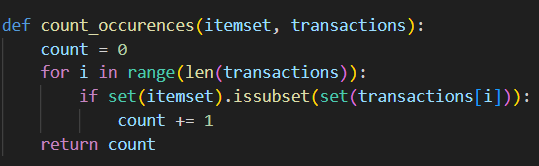 def count_occurences(itemset, transactions):
    count = 0
    for i in range(len(transactions)):
        if set(itemset).issubset(set(transactions[i])):
            count += 1
    return count